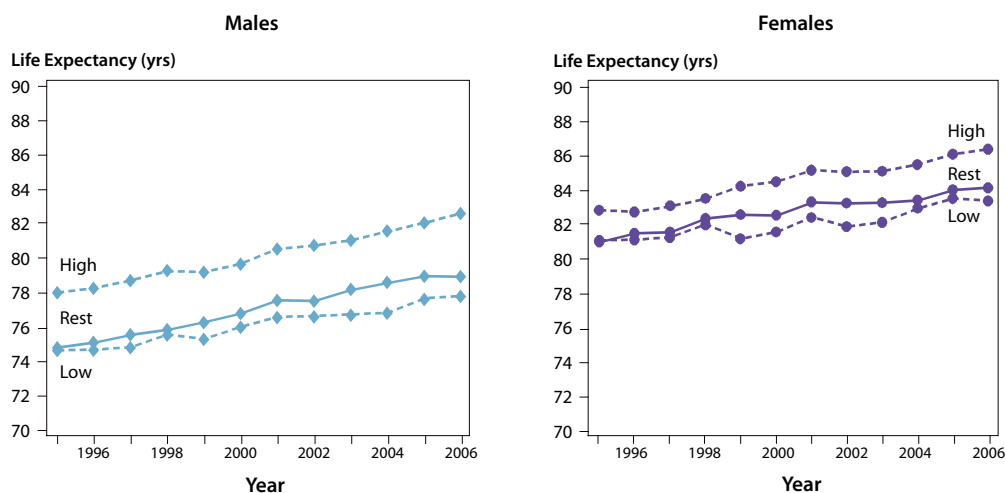 Males
Life Expectancy (yrs)
90
88
86
84
82
80
78
76
74
72
70
High
Rest
Low
1996 1998 2000 2002 2004 2006
Year
Females
Life Expectancy (yrs)
90
88
86
84
82
80
78
76
74
72
70
High
Rest
Low
1996 1998 2000 2002 2004 2006
Year